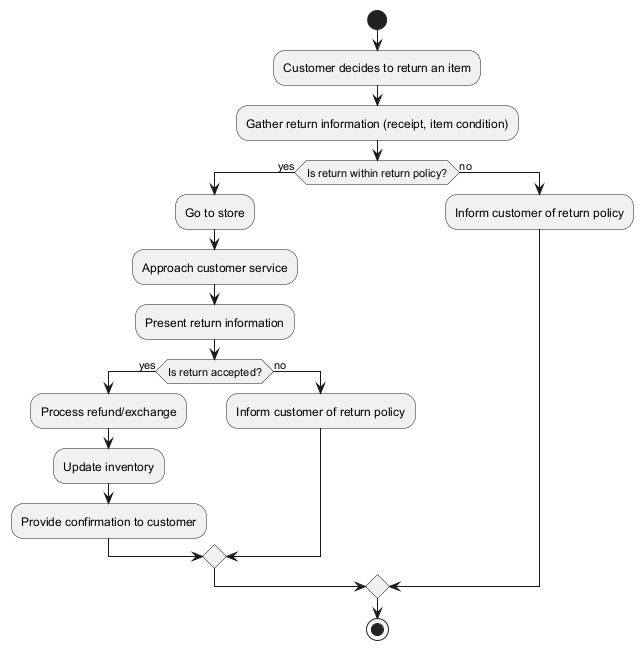 Customer decides to return an item
Gather return information (receipt, item condition)
yes
Is return within return policy?
no
Go to store
Inform customer of return policy
Approach customer service
Present return information
yes
Is return accepted?
no
Process refund/exchange
Inform customer of return policy
Update inventory
Provide confirmation to customer